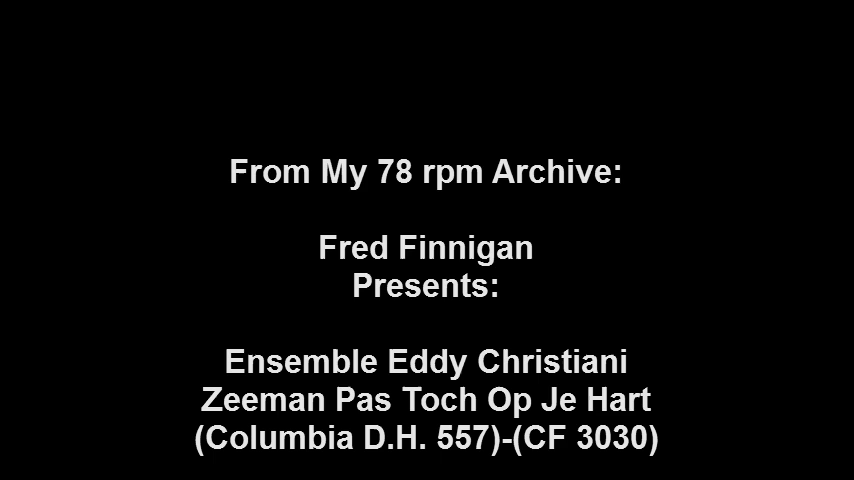 From My 78 rpm Archive:
Fred Finnigan
Presents:
Ensemble Eddy Christiani
Zeeman Pas Toch Op Je Hart
(Columbia D.H. 557)-(CF 3030)